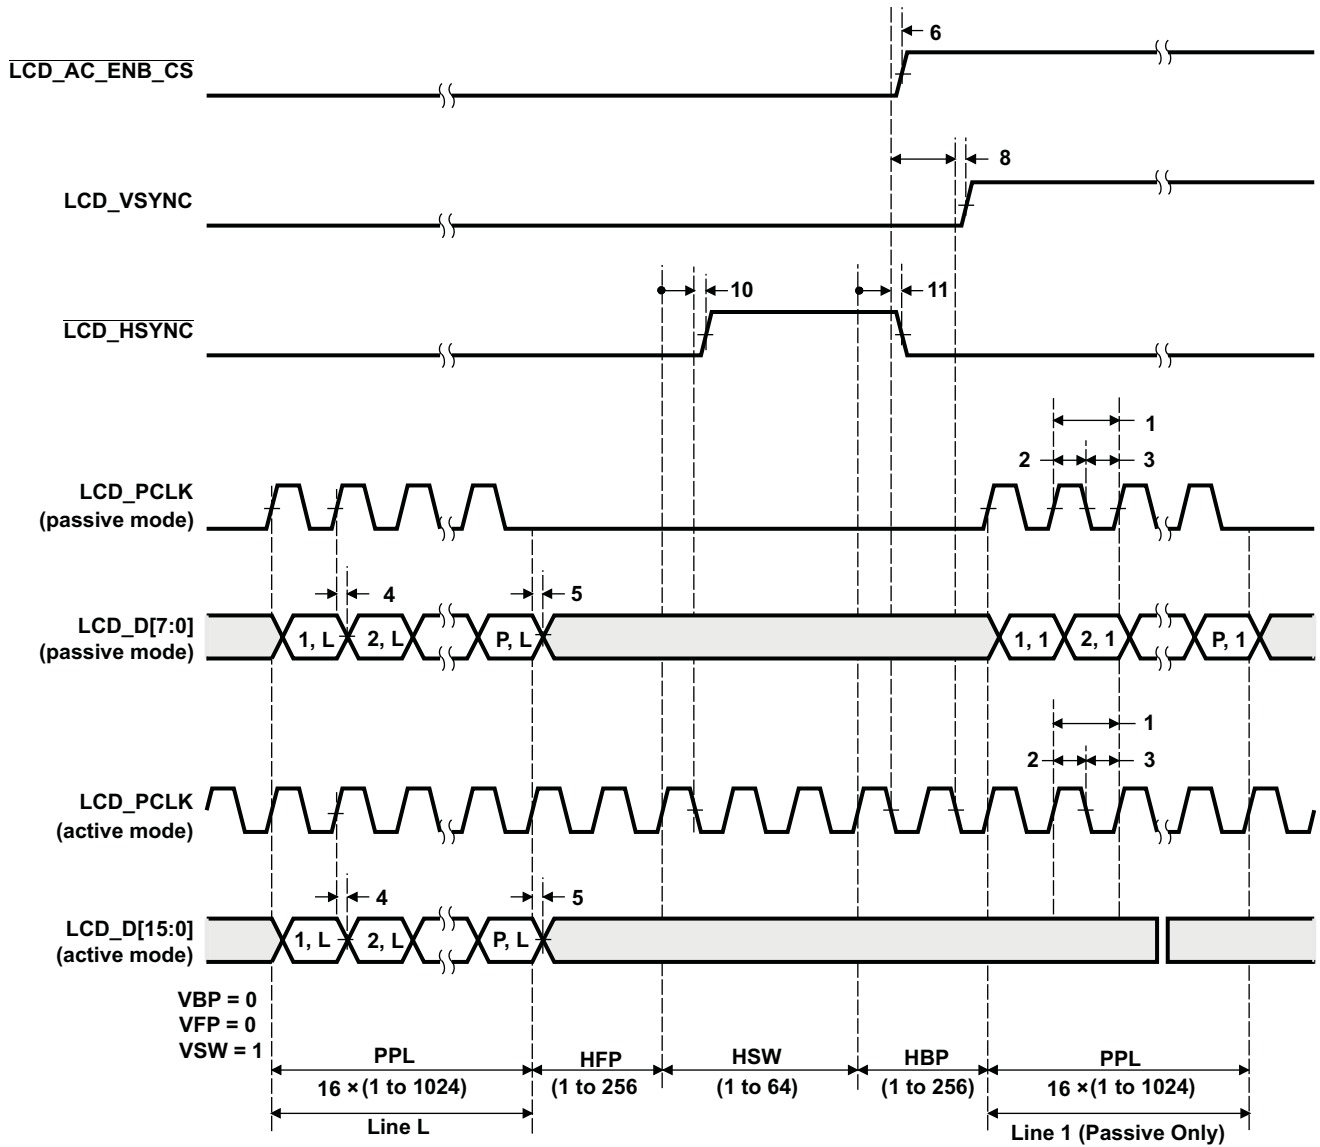 6
LCD_AC_ENB_CS
8
LCD_VSYNC
10
11
LCD_HSYNC
1
2
3
LCD_PCLK
(passive mode)
4
5
LCD_D[7:0]
(passive mode)
1, L
2, L
P, L
1, 1
2, 1
P, 1
1
2
3
LCD_PCLK
(active mode)
4
5
LCD_D[15:0]
(active mode)
1, L
2, L
P, L
VBP = 0
VFP = 0
VSW = 1
PPL
16 × (1 to 1024)
HFP
(1 to 256
HSW
(1 to 64)
HBP
(1 to 256)
PPL
16 × (1 to 1024)
Line L
Line 1 (Passive Only)